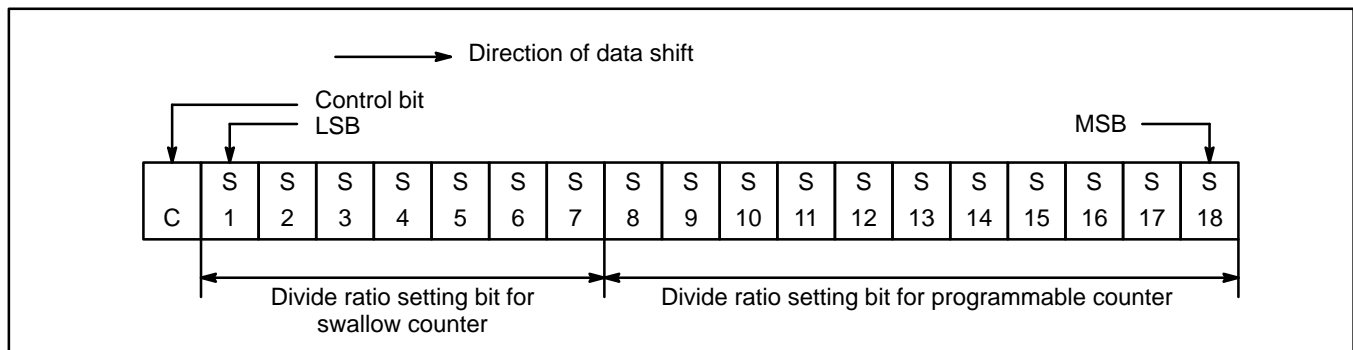 Direction of data shift
Control bit
LSB
MSB
C
S 1
S 2
S 3
S 4
S 5
S 6
S 7
S 8
S 9
S 10
S 11
S 12
S 13
S 14
S 15
S 16
S 17
S 18
Divide ratio setting bit for
swallow counter
Divide ratio setting bit for programmable counter